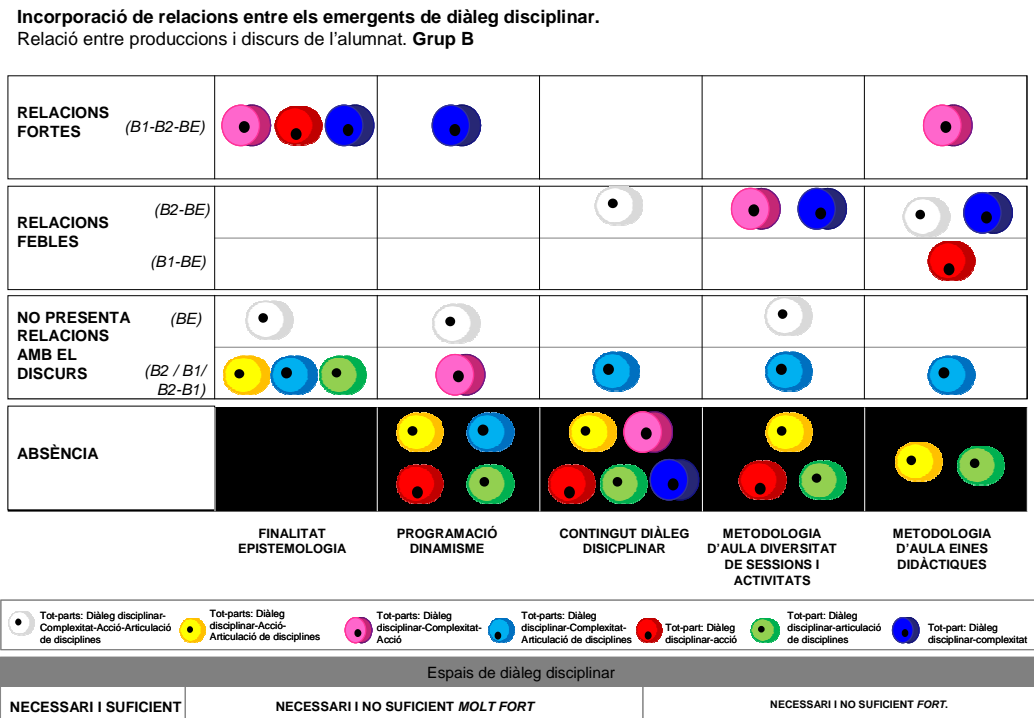 Incorporació de relacions entre els emergents de diàleg disciplinar.
Relació entre produccions i discurs de l'alumnat. Grup B
RELACIONS
FORTES
(B1-B2-BE)
RELACIONS
FEBLES
(B2-BE)
(B1-BE)
NO PRESENTA
RELACIONS
AMB EL
DISCURS
(BE)
(B2 / B1/
B2-B1)
ABSÈNCIA
FINALITAT
EPISTEMOLOGIA
PROGRAMACIÓ
DINAMISME
CONTINGUT DIÀLEG
DISICPLINAR
METODOLOGIA
D'AULA DIVERSITAT
DE SESSIONS I
ACTIVITATS
METODOLOGIA
D'AULA EINES
DIDÀCTIQUES
Tot-parts: Diàleg disciplinar-
Complexitat-Acció-Articulació
de disciplines
Tot-parts: Diàleg
disciplinar-Acció-
Articulació de disciplines
Tot-parts: Diàleg
disciplinar-Complexitat-
Acció
Tot-parts: Diàleg
disciplinar-Complexitat-
Articulació de disciplines
Tot-part: Diàleg
disciplinar-acció
Tot-part: Diàleg
disciplinar-articulació
de disciplines
Tot-part: Diàleg
disciplinar-complexitat
Espais de diàleg disciplinar
NECESSARI I SUFICIENT
NECESSARI I NO SUFICIENT MOLT FORT
NECESSARI I NO SUFICIENT FORT.